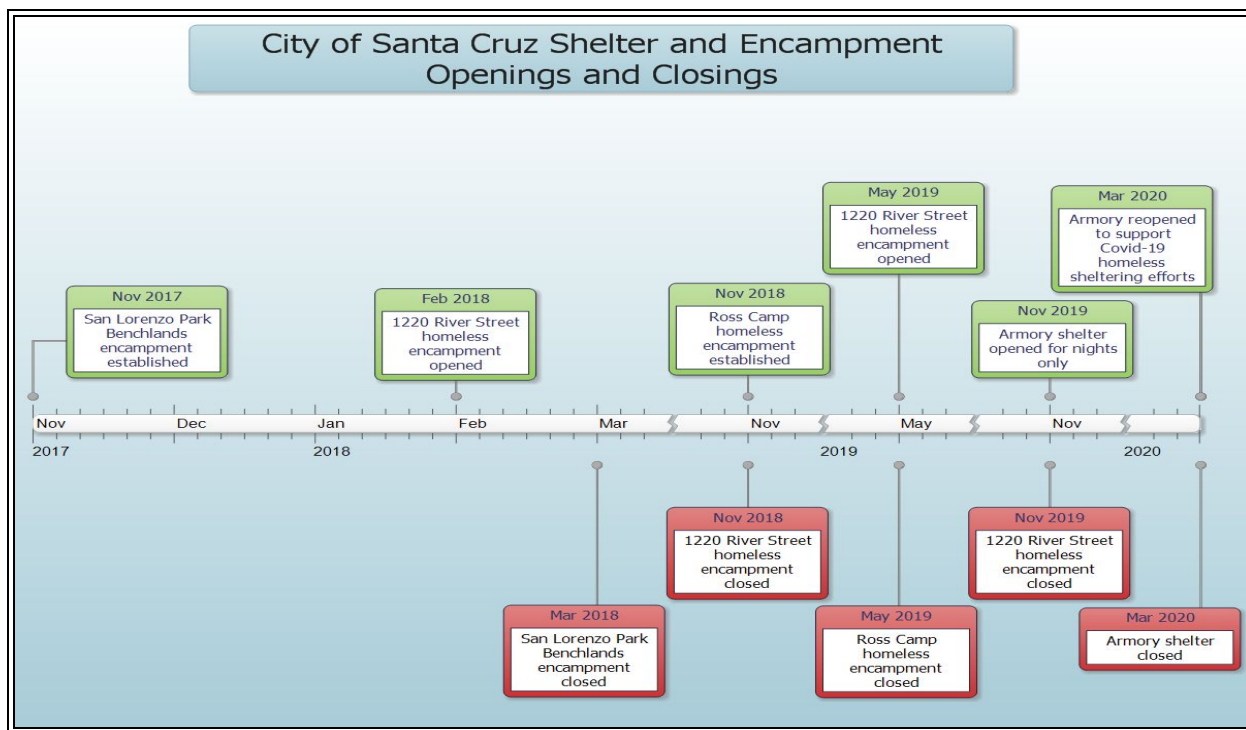 City of Santa Cruz Shelter and Encampment
Openings and Closings
Nov 2017
San Lorenzo Park
Benchlands
encampment
established
Feb 2018
1220 River Street
homeless
encampment
opened
Nov 2018
Ross Camp
homeless
encampment
established
May 2019
1220 River Street
homeless
encampment
opened
Nov 2019
Armory shelter
opened for nights
only
Mar 2020
Armory reopened
to support
Covid-19
homeless
sheltering efforts
Nov Dec Jan Feb Mar Nov May Nov
2017 2018 2019 2020
Mar 2018
San Lorenzo Park
Benchlands
encampment
closed
Nov 2018
1220 River Street
homeless
encampment
closed
May 2019
Ross Camp
homeless
encampment
closed
Nov 2019
1220 River Street
homeless
encampment
closed
Mar 2020
Armory shelter
closed